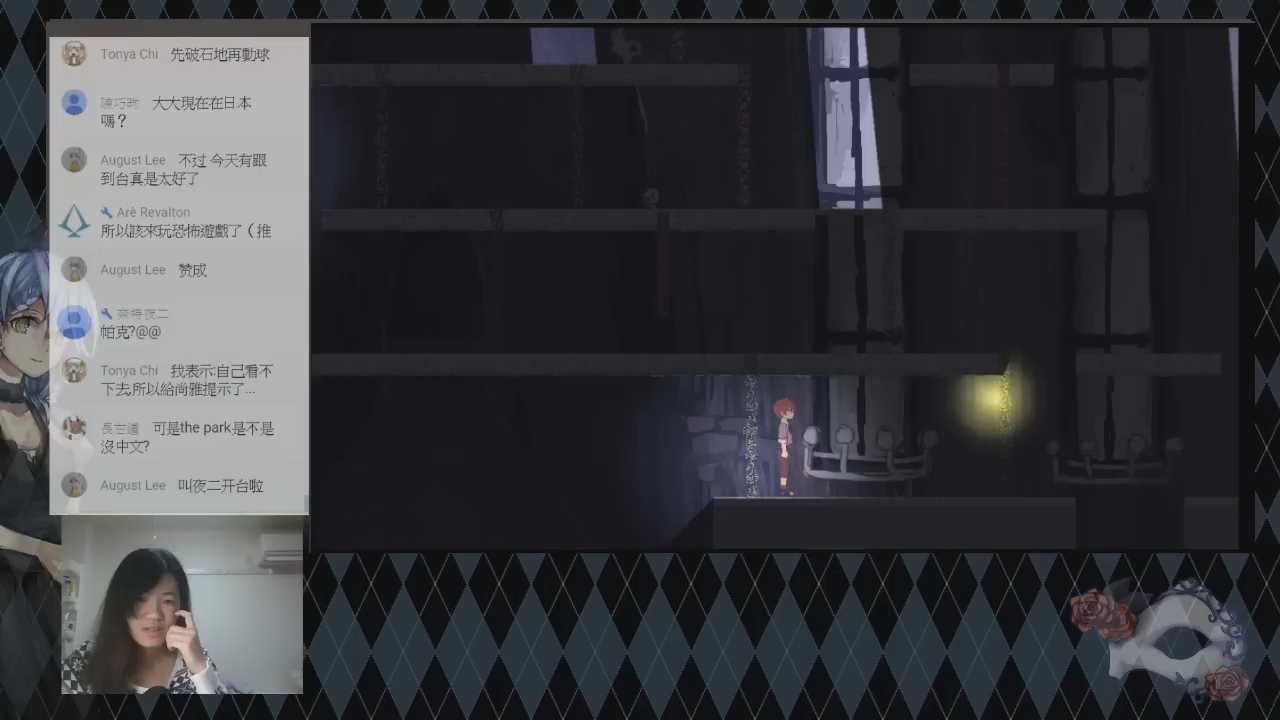 Tonya Chi 先破石地再動球
陳巧昀 大大現在在日本
嗎？
August Lee 不过 今天有跟
到台真是太好了
Arè Revalton
所以該來玩恐怖遊戲了（推
August Lee 赞成
奈特夜二
帕克?@@
Tonya Chi 我表示:自己看不
下去,所以給尚雅提示了...
可是the park是不是
沒中文?
August Lee 叫夜二开台啦